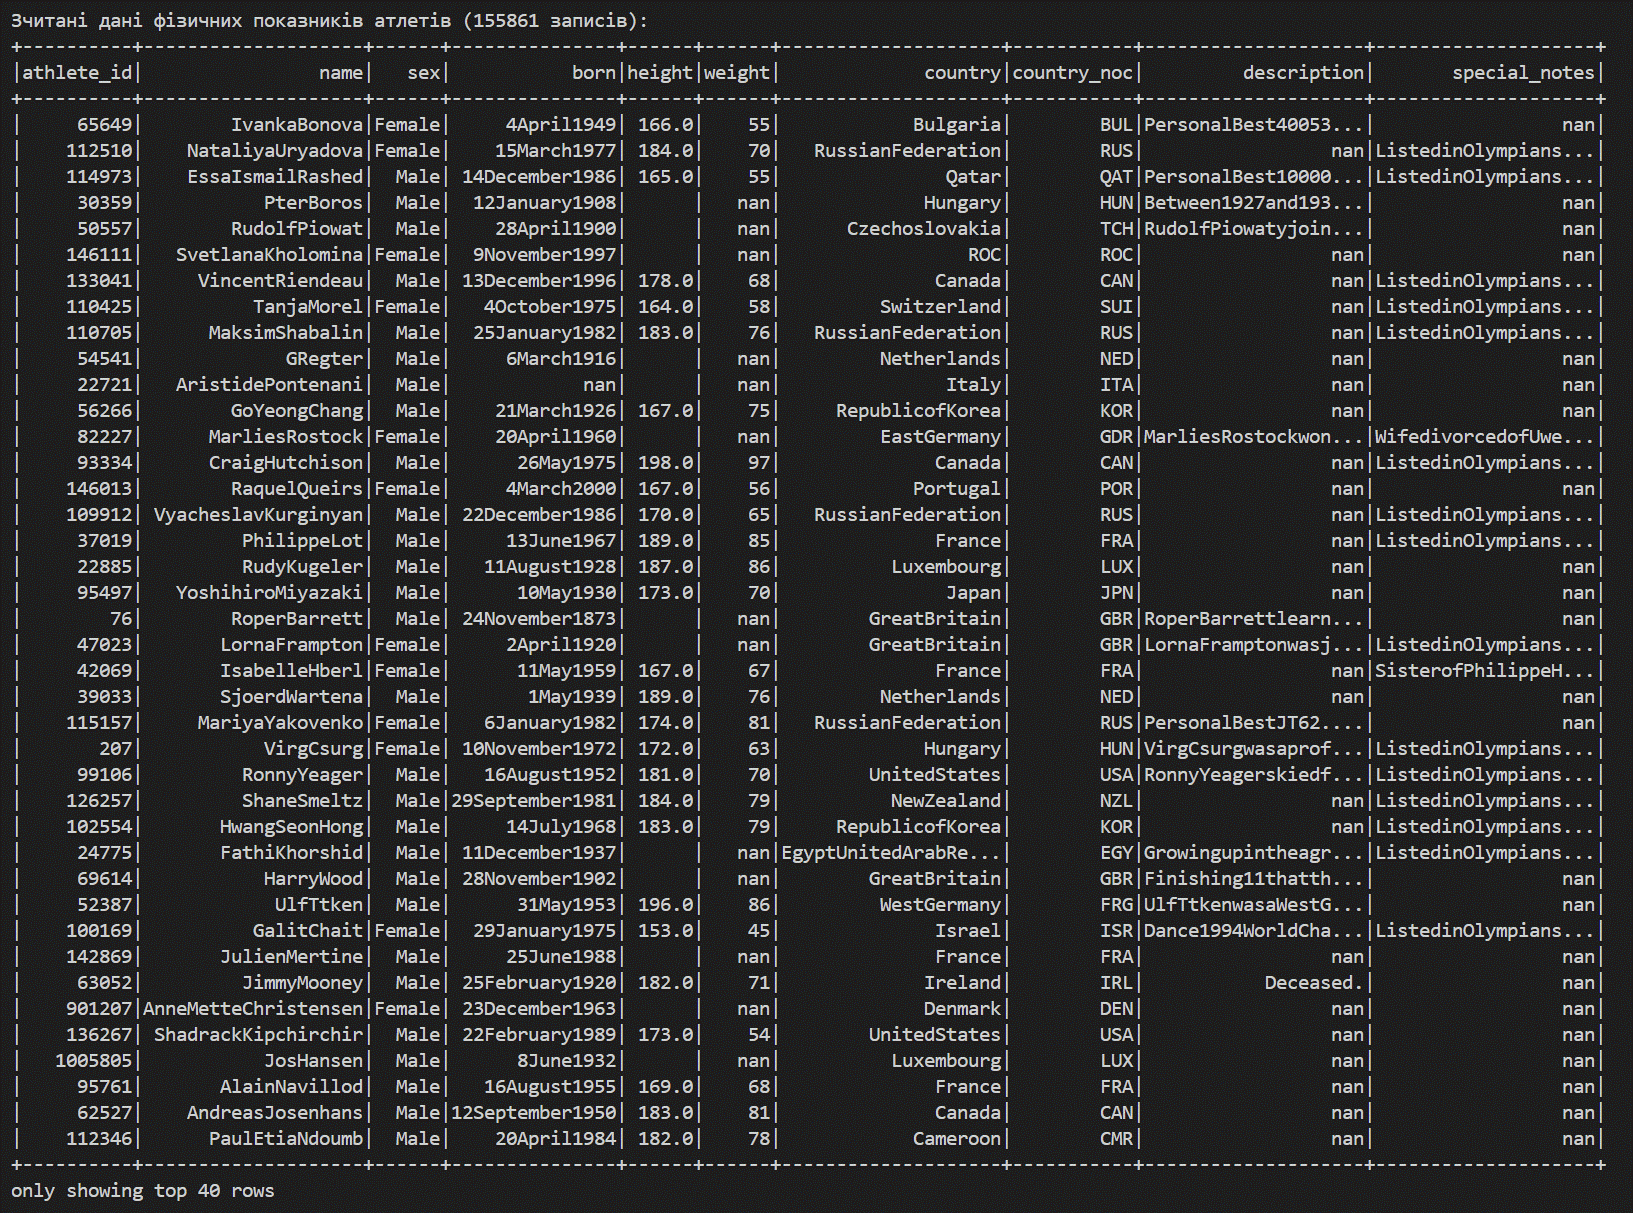 Зчитані дані фізичних показників атлетів (155861 записів):
+----------+--------------------+------+---------------+------+------+--------------------+-----------+--------------------+--------------------+
|athlete_id|                name|   sex|           born|height|weight|             country|country_noc|         description|       special_notes|
+----------+--------------------+------+---------------+------+------+--------------------+-----------+--------------------+--------------------+
|     65649|        IvankaBonova|Female|     4April1949| 166.0|    55|            Bulgaria|        BUL|PersonalBest40053...|                 nan|
|    112510|    NataliyaUryadova|Female|    15March1977| 184.0|    70|   RussianFederation|        RUS|                 nan|ListedinOlympians...|
|    114973|    EssaIsmailRashed|  Male| 14December1986| 165.0|    55|               Qatar|        QAT|PersonalBest10000...|ListedinOlympians...|
|     30359|           PterBoros|  Male|  12January1908|      |   nan|             Hungary|        HUN|Between1927and193...|                 nan|
|     50557|        RudolfPiowat|  Male|    28April1900|      |   nan|      Czechoslovakia|        TCH|RudolfPiowatyjoin...|                 nan|
|    146111|   SvetlanaKholomina|Female|  9November1997|      |   nan|                 ROC|        ROC|                 nan|                 nan|
|    133041|     VincentRiendeau|  Male| 13December1996| 178.0|    68|              Canada|        CAN|                 nan|ListedinOlympians...|
|    110425|          TanjaMorel|Female|   4October1975| 164.0|    58|         Switzerland|        SUI|                 nan|ListedinOlympians...|
|    110705|      MaksimShabalin|  Male|  25January1982| 183.0|    76|   RussianFederation|        RUS|                 nan|ListedinOlympians...|
|     54541|             GRegter|  Male|     6March1916|      |   nan|         Netherlands|        NED|                 nan|                 nan|
|     22721|   AristidePontenani|  Male|            nan|      |   nan|               Italy|        ITA|                 nan|                 nan|
|     56266|        GoYeongChang|  Male|    21March1926| 167.0|    75|     RepublicofKorea|        KOR|                 nan|                 nan|
|     82227|      MarliesRostock|Female|    20April1960|      |   nan|         EastGermany|        GDR|MarliesRostockwon...|WifedivorcedofUwe...|
|     93334|     CraigHutchison|  Male|      26May1975| 198.0|    97|              Canada|        CAN|                 nan|ListedinOlympians...|
|    146013|        RaquelQueirs|Female|     4March2000| 167.0|    56|            Portugal|        POR|                 nan|                 nan|
|    109912| VyacheslavKurginyan|  Male| 22December1986| 170.0|    65|   RussianFederation|        RUS|                 nan|ListedinOlympians...|
|     37019|         PhilippeLot|  Male|     13June1967| 189.0|    85|              France|        FRA|                 nan|ListedinOlympians...|
|     22885|         RudyKugeler|  Male|   11August1928| 187.0|    86|          Luxembourg|        LUX|                 nan|                 nan|
|     95497|   YoshihiroMiyazaki|  Male|      10May1930| 173.0|    70|               Japan|        JPN|                 nan|                 nan|
|        76|        RoperBarrett|  Male| 24November1873|      |   nan|        GreatBritain|        GBR|RoperBarrettlearn...|                 nan|
|     47023|       LornaFrampton|Female|     2April1920|      |   nan|        GreatBritain|        GBR|LornaFramptonwasj...|ListedinOlympians...|
|     42069|       IsabelleHberl|Female|      11May1959| 167.0|    67|              France|        FRA|                 nan|SisterofPhilippeH...|
|     39033|       SjoerdWartena|  Male|       1May1939| 189.0|    76|         Netherlands|        NED|                 nan|                 nan|
|    115157|     MariyaYakovenko|Female|   6January1982| 174.0|    81|   RussianFederation|        RUS|PersonalBestJT62....|                 nan|
|       207|           VirgCsurg|Female| 10November1972| 172.0|    63|             Hungary|        HUN|VirgCsurgwasaprof...|ListedinOlympians...|
|     99106|         RonnyYeager|  Male|   16August1952| 181.0|    70|        UnitedStates|        USA|RonnyYeagerskiedf...|ListedinOlympians...|
|    126257|         ShaneSmeltz|  Male|29September1981| 184.0|    79|          NewZealand|        NZL|                 nan|ListedinOlympians...|
|    102554|       HwangSeonHong|  Male|     14July1968| 183.0|    79|     RepublicofKorea|        KOR|                 nan|ListedinOlympians...|
|     24775|       FathiKhorshid|  Male| 11December1937|      |   nan|EgyptUnitedArabRe...|        EGY|Growingupintheagr...|ListedinOlympians...|
|     69614|           HarryWood|  Male| 28November1902|      |   nan|        GreatBritain|        GBR|Finishing11thatth...|                 nan|
|     52387|            UlfTtken|  Male|      31May1953| 196.0|    86|         WestGermany|        FRG|UlfTtkenwasaWestG...|                 nan|
|    100169|          GalitChait|Female|  29January1975| 153.0|    45|              Israel|        ISR|Dance1994WorldCha...|ListedinOlympians...|
|    142869|       JulienMertine|  Male|     25June1988|      |   nan|              France|        FRA|                 nan|                 nan|
|     63052|         JimmyMooney|  Male| 25February1920| 182.0|    71|             Ireland|        IRL|           Deceased.|                 nan|
|    901207|AnneMetteChristensen|Female| 23December1963|      |   nan|             Denmark|        DEN|                 nan|                 nan|
|    136267| ShadrackKipchirchir|  Male| 22February1989| 173.0|    54|        UnitedStates|        USA|                 nan|                 nan|
|   1005805|           JosHansen|  Male|      8June1932|      |   nan|          Luxembourg|        LUX|                 nan|                 nan|
|     95761|       AlainNavillod|  Male|   16August1955| 169.0|    68|              France|        FRA|                 nan|                 nan|
|     62527|    AndreasJosenhans|  Male|12September1950| 183.0|    81|              Canada|        CAN|                 nan|                 nan|
|    112346|      PaulEtiaNdoumb|  Male|    20April1984| 182.0|    78|            Cameroon|        CMR|                 nan|                 nan|
+----------+--------------------+------+---------------+------+------+--------------------+-----------+--------------------+--------------------+
only showing top 40 rows